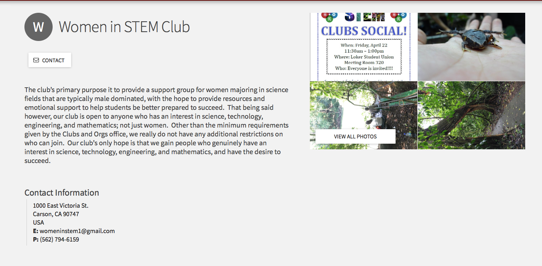 W
Women in STEM Club
CONTACT
The club's primary purpose it to provide a support group for women majoring in science
fields that are typically male dominated, with the hope to provide resources and
emotional support to help students be better prepared to succeed. That being said
however, our club is open to anyone who has an interest in science, technology,
engineering, and mathematics; not just women. Other than the minimum requirements
given by the Clubs and Orgs office, we really do not have any additional restrictions on
who can join. Our club's only hope is that we gain people who genuinely have an
interest in science, technology, engineering, and mathematics, and have the desire to
succeed.
STEM
CLUBS SOCIAL!
When: Friday, April 22
11:30am - 1:00pm
Where: Loker Student Union
Meeting Room 320
Who: Everyone is invited!!!
VIEW ALL PHOTOS
Contact Information
1000 East Victoria St.
Carson, CA 90747
USA
E: womeninstem1@gmail.com
P: (562) 794-6159